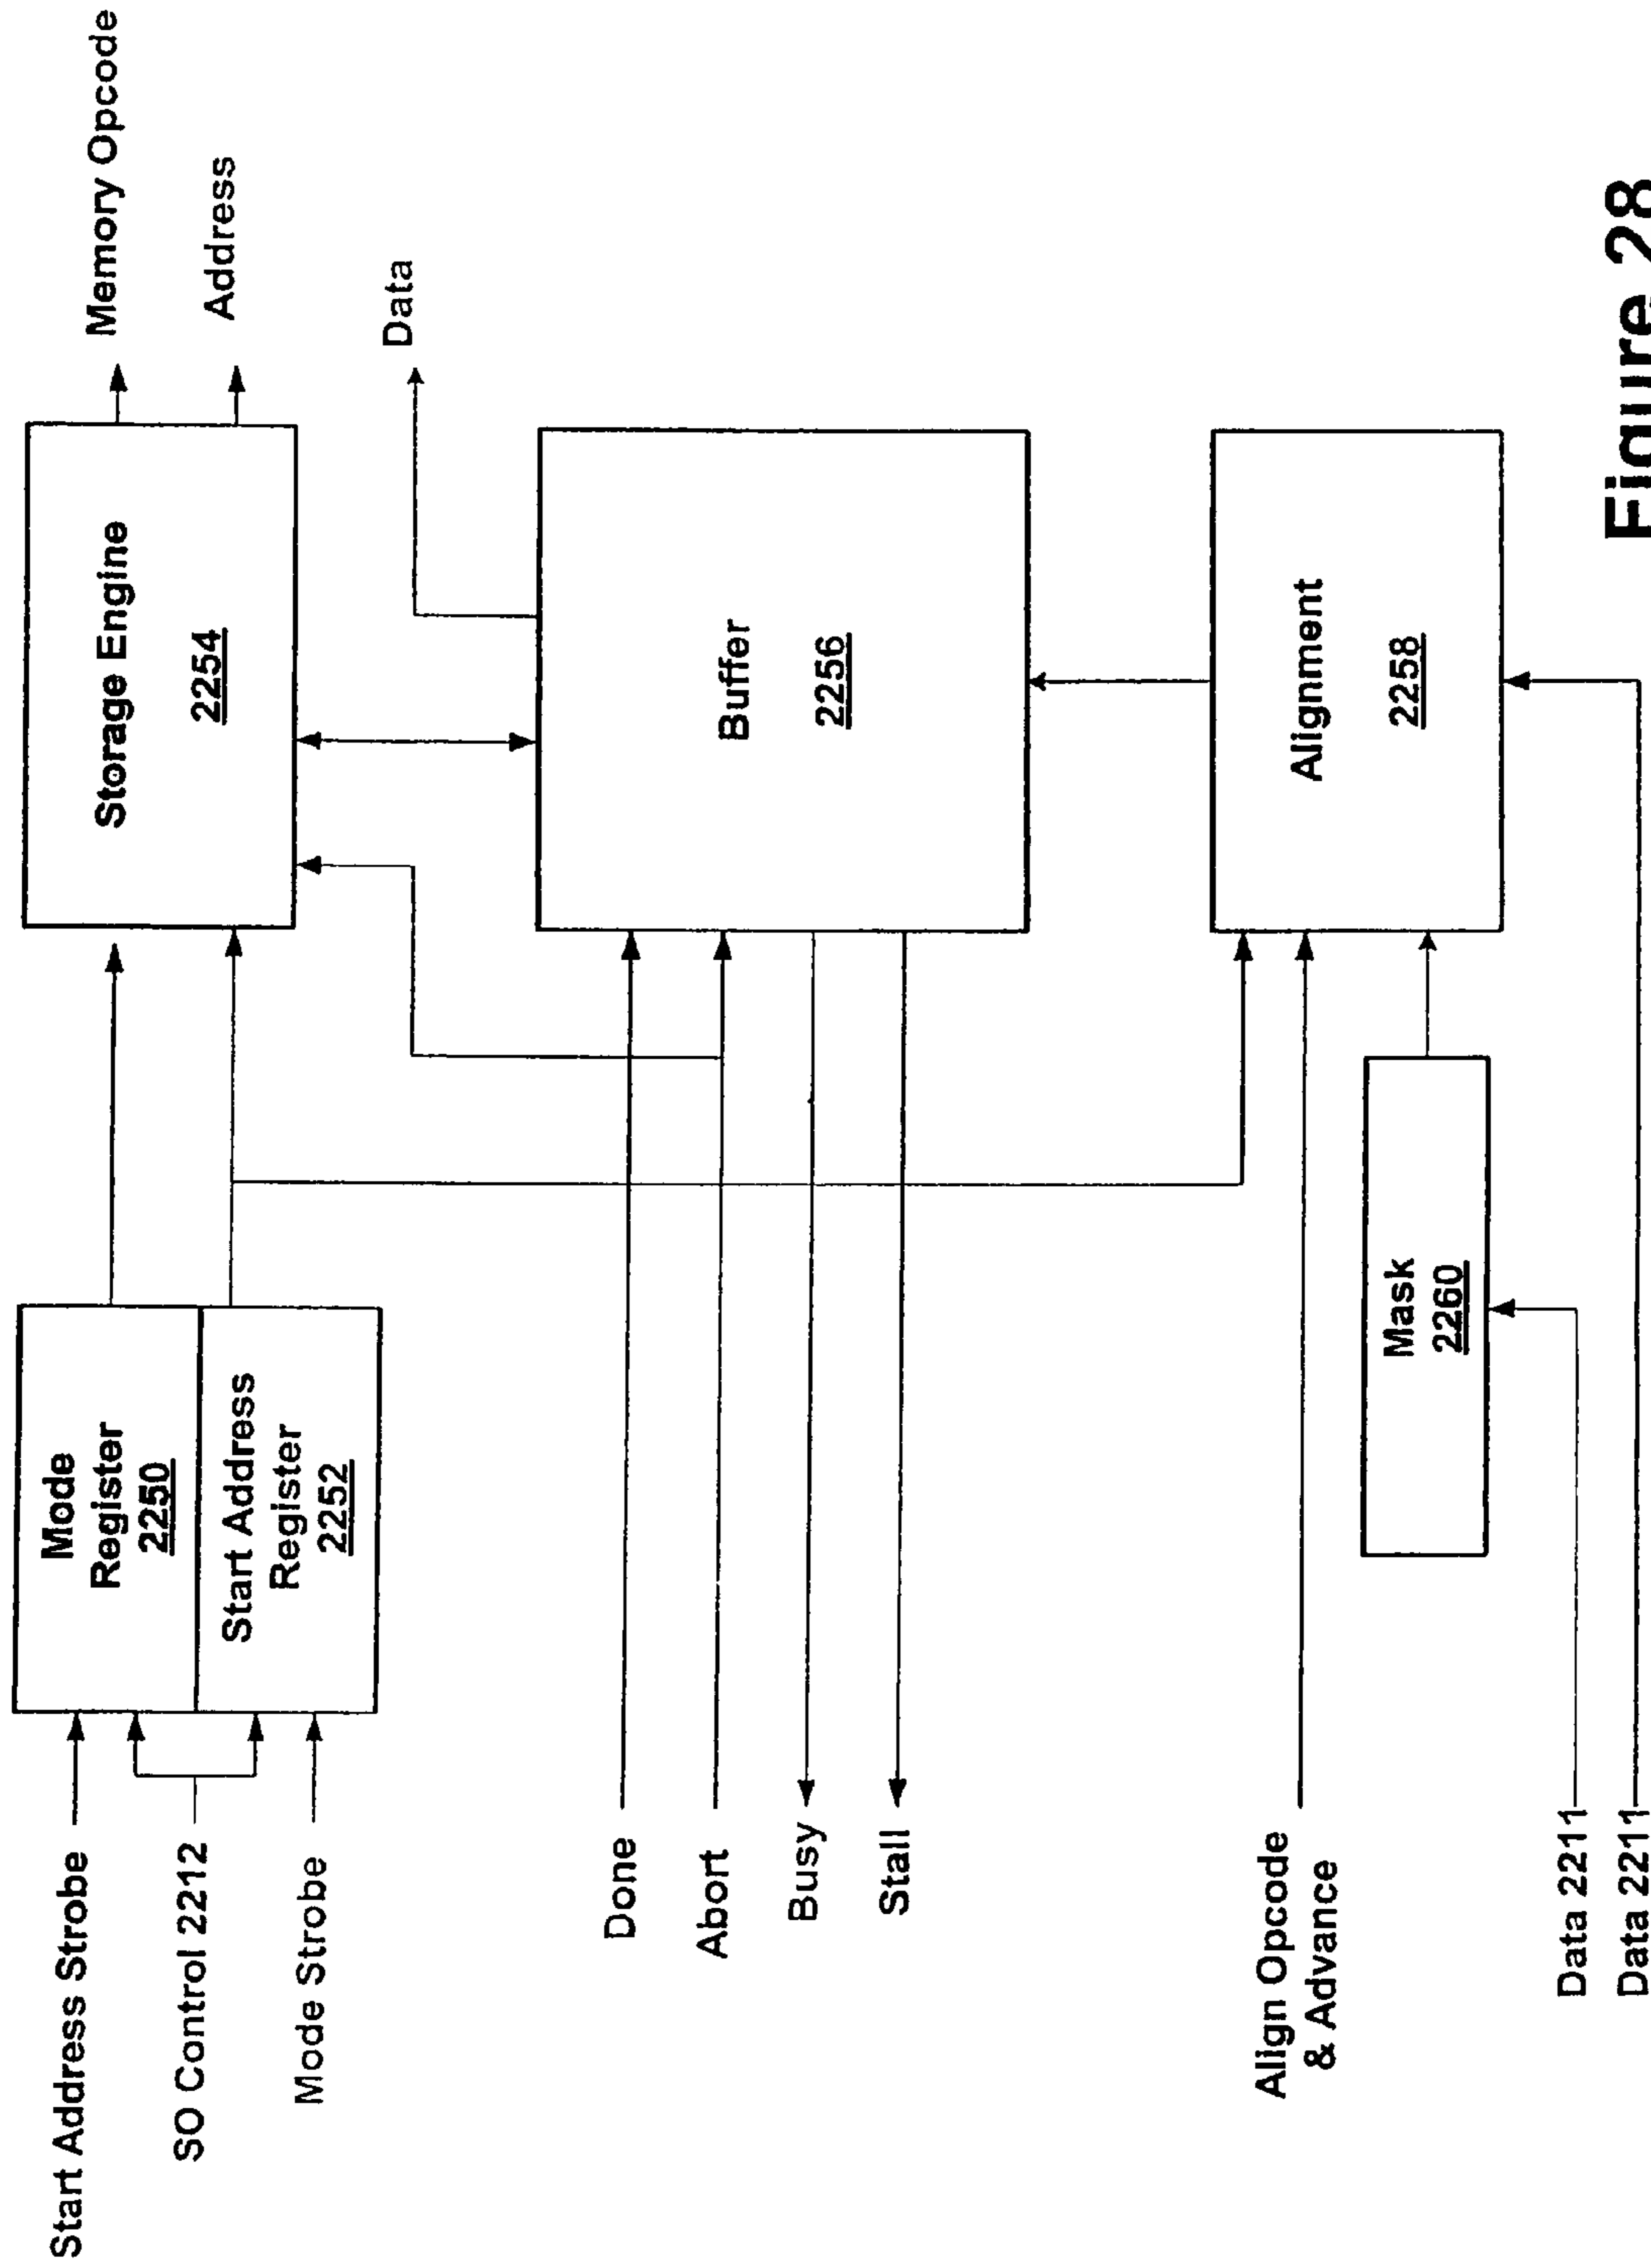 Start Address Strobe
SO Control 2212
Mode Strobe
Mode
Register
2250
Start Address
Register
2252
Storage Engine
2254
Memory Opcode
Address
Data
Done
Abort
Busy
Stall
Buffer
2256
Align Opcode
& Advance
Alignment
2258
Mask
2260
Data 2211
Data 2211
Figure 28